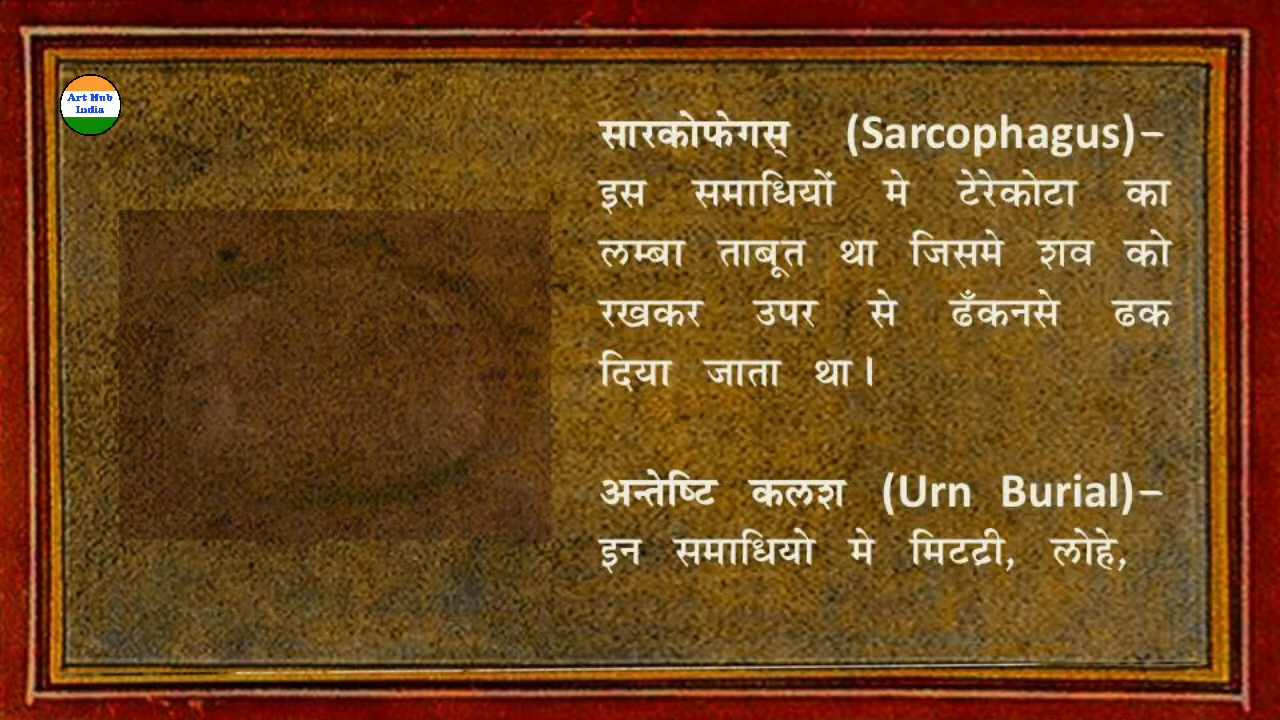 Art Hub
India
सारकोफेगस् (Sarcophagus)–
इस समाधियों मे टेरेकोटा का
लम्बा ताबूत था जिसमे शव को
रखकर उपर से ढँकनसे ढक
दिया जाता था।
अन्तेष्टि कलश (Urn Burial)–
इन समाधियो मे मिटट्री, लोहे,